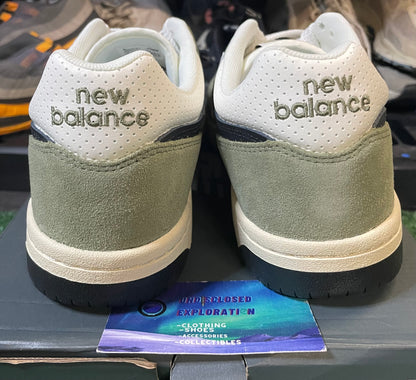 new
balance
new
balance
UNDISCLOSED
EXPLORATION
-CLOTHING
-SHOES
-ACCESSORIES
-COLLECTIBLES